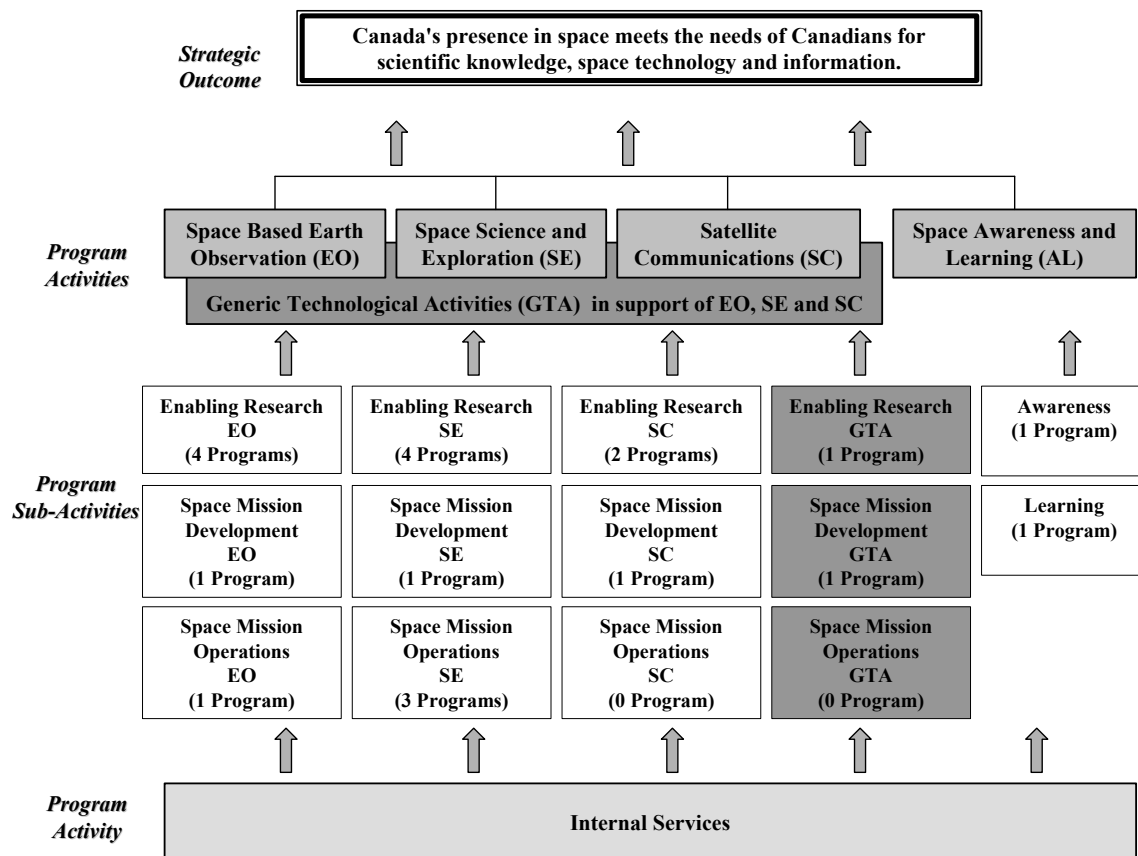 Strategic
Outcome
Canada's presence in space meets the needs of Canadians for
scientific knowledge, space technology and information.
Program
Activities
Space Based Earth
Observation (EO)
Space Science and
Exploration (SE)
Satellite
Communications (SC)
Space Awareness and
Learning (AL)
Generic Technological Activities (GTA)  in support of EO, SE and SC
Program
Sub-Activities
Enabling Research
EO
(4 Programs)
Enabling Research
SE
(4 Programs)
Enabling Research
SC
(2 Programs)
Enabling Research
GTA
(1 Program)
Awareness
(1 Program)
Space Mission
Development
EO
(1 Program)
Space Mission
Development
SE
(1 Program)
Space Mission
Development
SC
(1 Program)
Space Mission
Development
GTA
(1 Program)
Learning
(1 Program)
Space Mission
Operations
EO
(1 Program)
Space Mission
Operations
SE
(3 Programs)
Space Mission
Operations
SC
(0 Program)
Space Mission
Operations
GTA
(0 Program)
Program
Activity
Internal Services